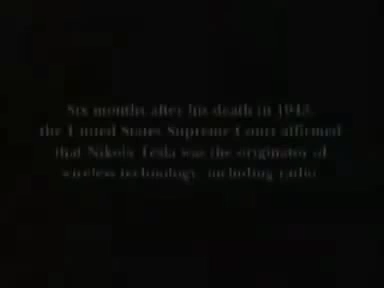 Six months after his death in 1943,
the United States Supreme Court affirmed
that Nikola Tesla was the originator of
wireless technology, including radio.